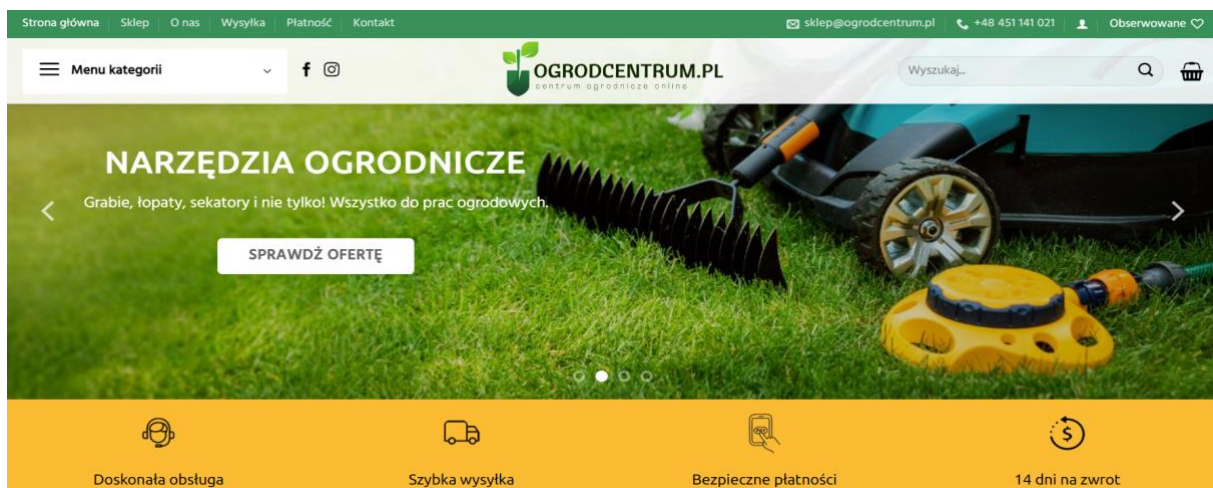 Strona główna Sklep O nas Wysyłka Płatność Kontakt sklep@ogrodcentrum.pl +48 451 141 021 Obserwowane
Menu kategorii OGRODCENTRUM.PL Wyszukaj...
centrum ogrodnicze online
NARZĘDZIA OGRODNICZE
Grabie, łopaty, sekatory i nie tylko! Wszystko do prac ogrodowych.
SPRAWDŹ OFERTĘ
Doskonała obsługa Szybka wysyłka Bezpieczne płatności 14 dni na zwrot